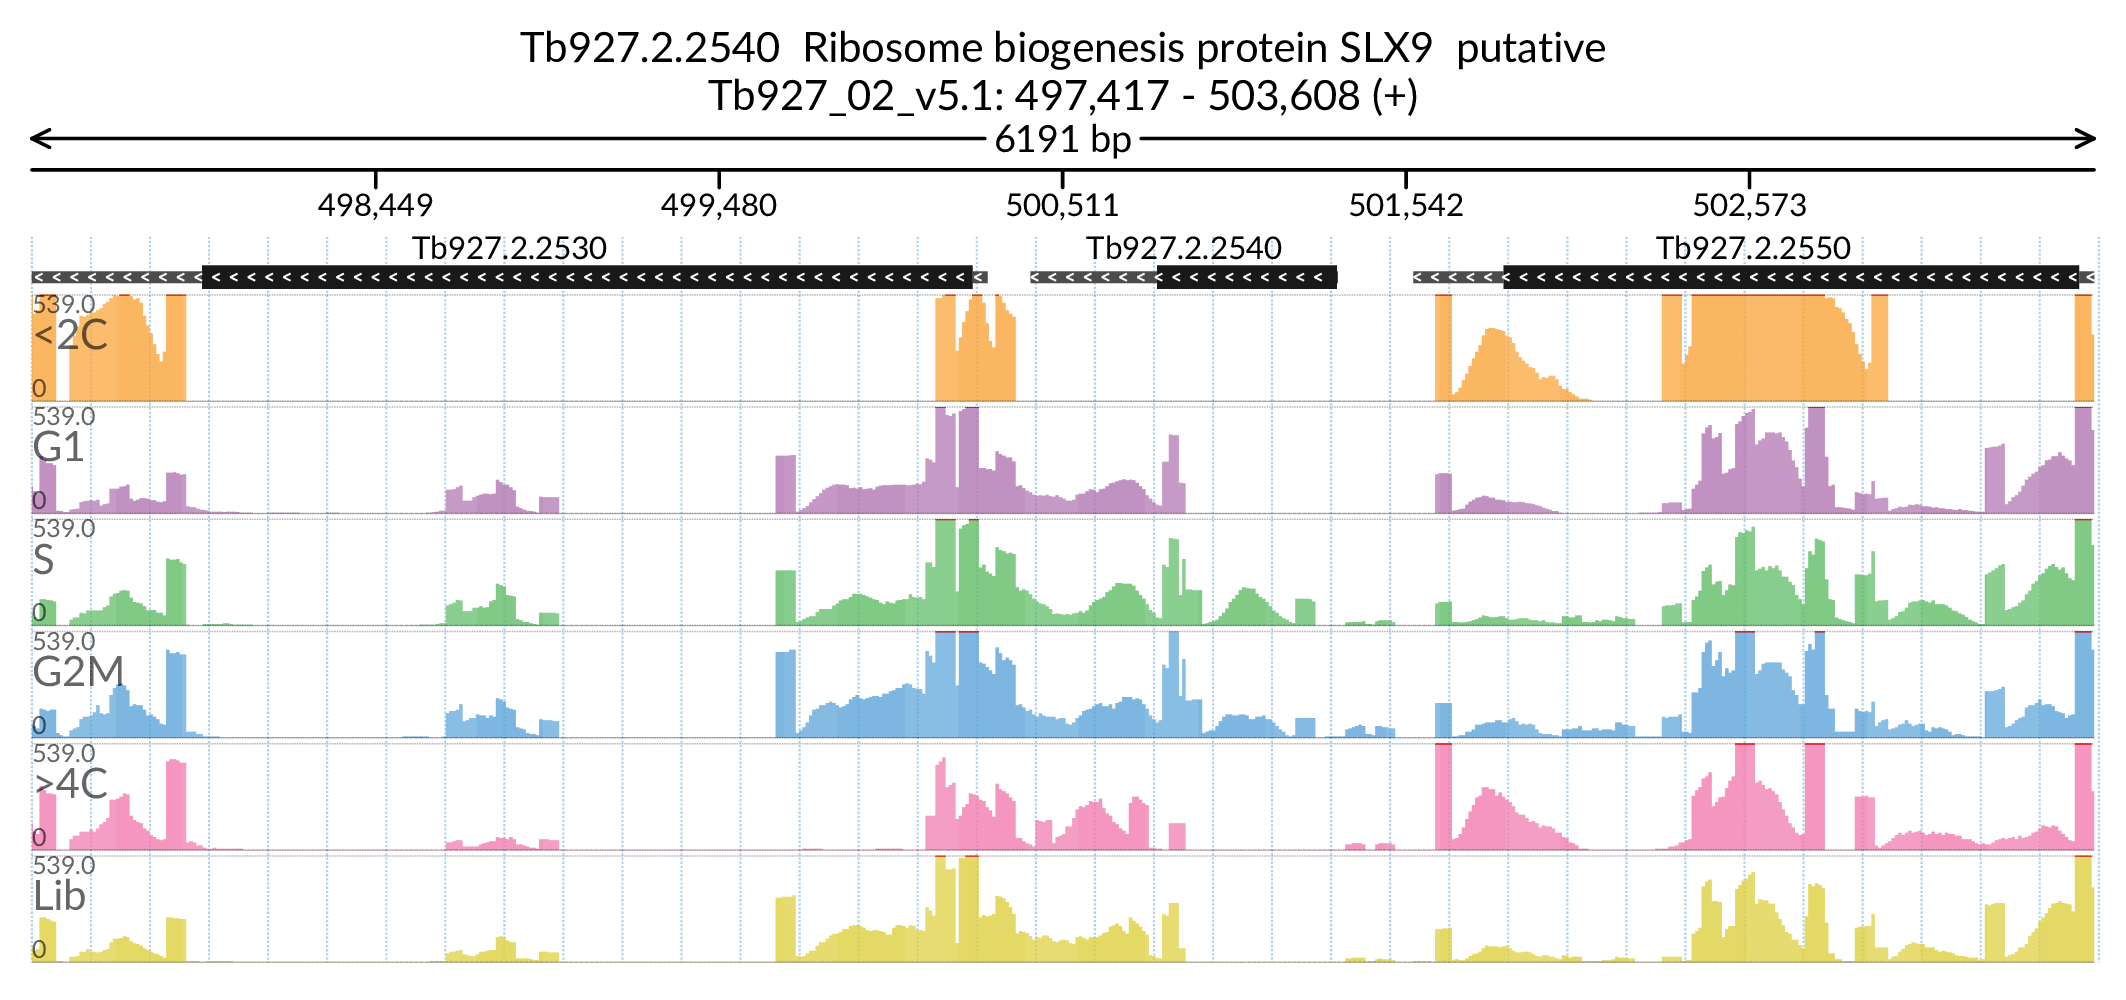 Tb927.2.2540  Ribosome biogenesis protein SLX9  putative
Tb927_02_v5.1: 497,417 - 503,608 (+)
6191 bp
498,449 499,480 500,511 501,542 502,573
Tb927.2.2530 Tb927.2.2540 Tb927.2.2550
539.0
<2C
0
539.0
G1
0
539.0
S
0
539.0
G2M
0
539.0
>4C
0
539.0
Lib
0